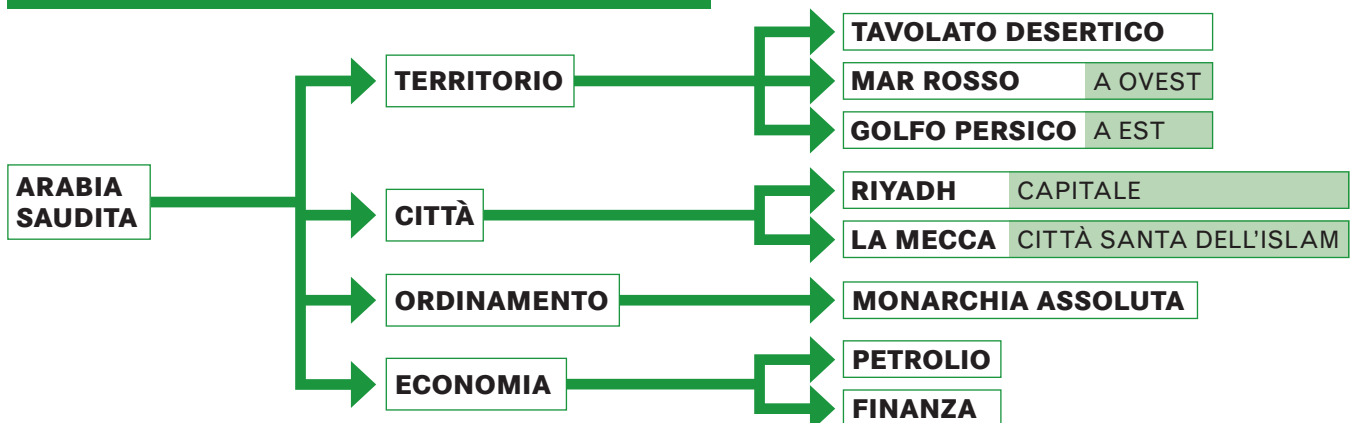 ARABIA
SAUDITA
TERRITORIO
TAVOLATO DESERTICO
MAR ROSSO A OVEST
GOLFO PERSICO A EST
CITTÀ
RIYADH CAPITALE
LA MECCA CITTÀ SANTA DELL'ISLAM
ORDINAMENTO
MONARCHIA ASSOLUTA
ECONOMIA
PETROLIO
FINANZA